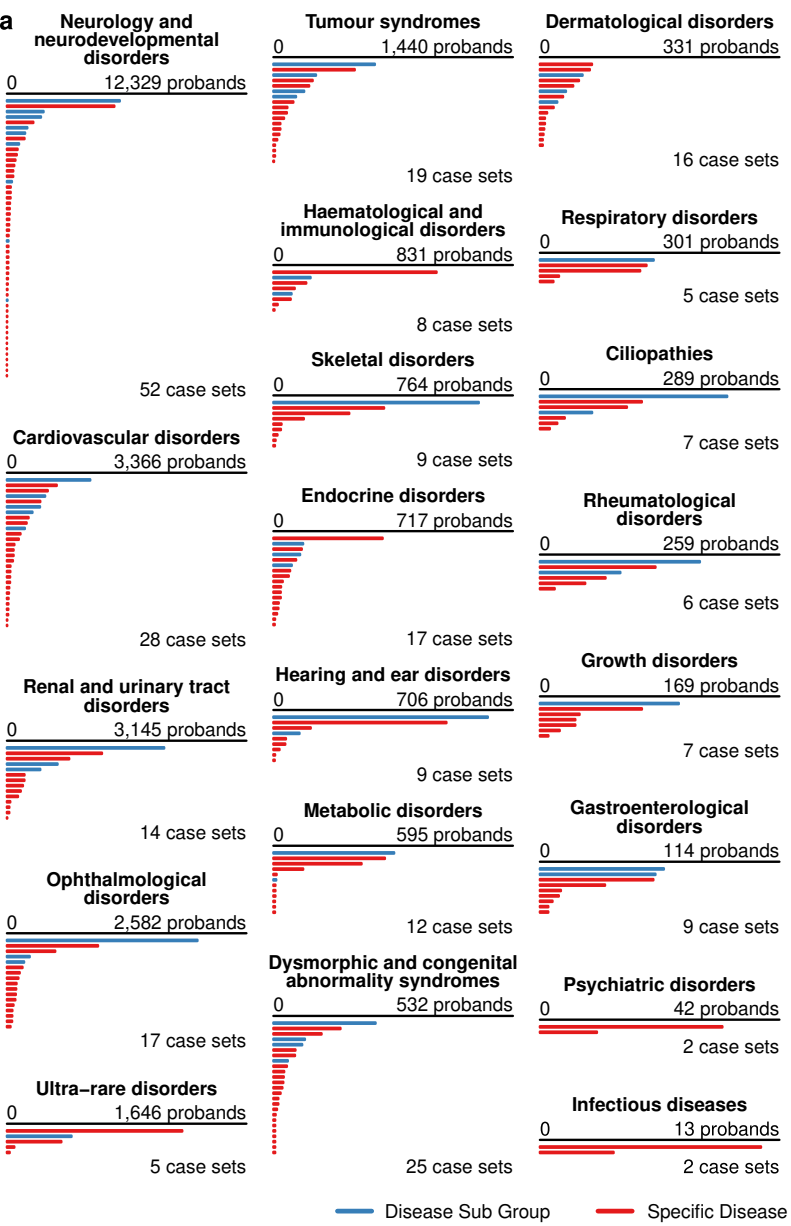 a
Neurology and
neurodevelopmental
disorders
0 12,329 probands
52 case sets
Cardiovascular disorders
0 3,366 probands
28 case sets
Renal and urinary tract
disorders
0 3,145 probands
14 case sets
Ophthalmological
disorders
0 2,582 probands
17 case sets
Ultra−rare disorders
0 1,646 probands
5 case sets
Tumour syndromes
0 1,440 probands
19 case sets
Haematological and
immunological disorders
0 831 probands
8 case sets
Skeletal disorders
0 764 probands
9 case sets
Endocrine disorders
0 717 probands
17 case sets
Hearing and ear disorders
0 706 probands
9 case sets
Metabolic disorders
0 595 probands
12 case sets
Dysmorphic and congenital
abnormality syndromes
0 532 probands
25 case sets
Dermatological disorders
0 331 probands
16 case sets
Respiratory disorders
0 301 probands
5 case sets
Ciliopathies
0 289 probands
7 case sets
Rheumatological
disorders
0 259 probands
6 case sets
Growth disorders
0 169 probands
7 case sets
Gastroenterological
disorders
0 114 probands
9 case sets
Psychiatric disorders
0 42 probands
2 case sets
Infectious diseases
0 13 probands
2 case sets
Disease Sub Group Specific Disease